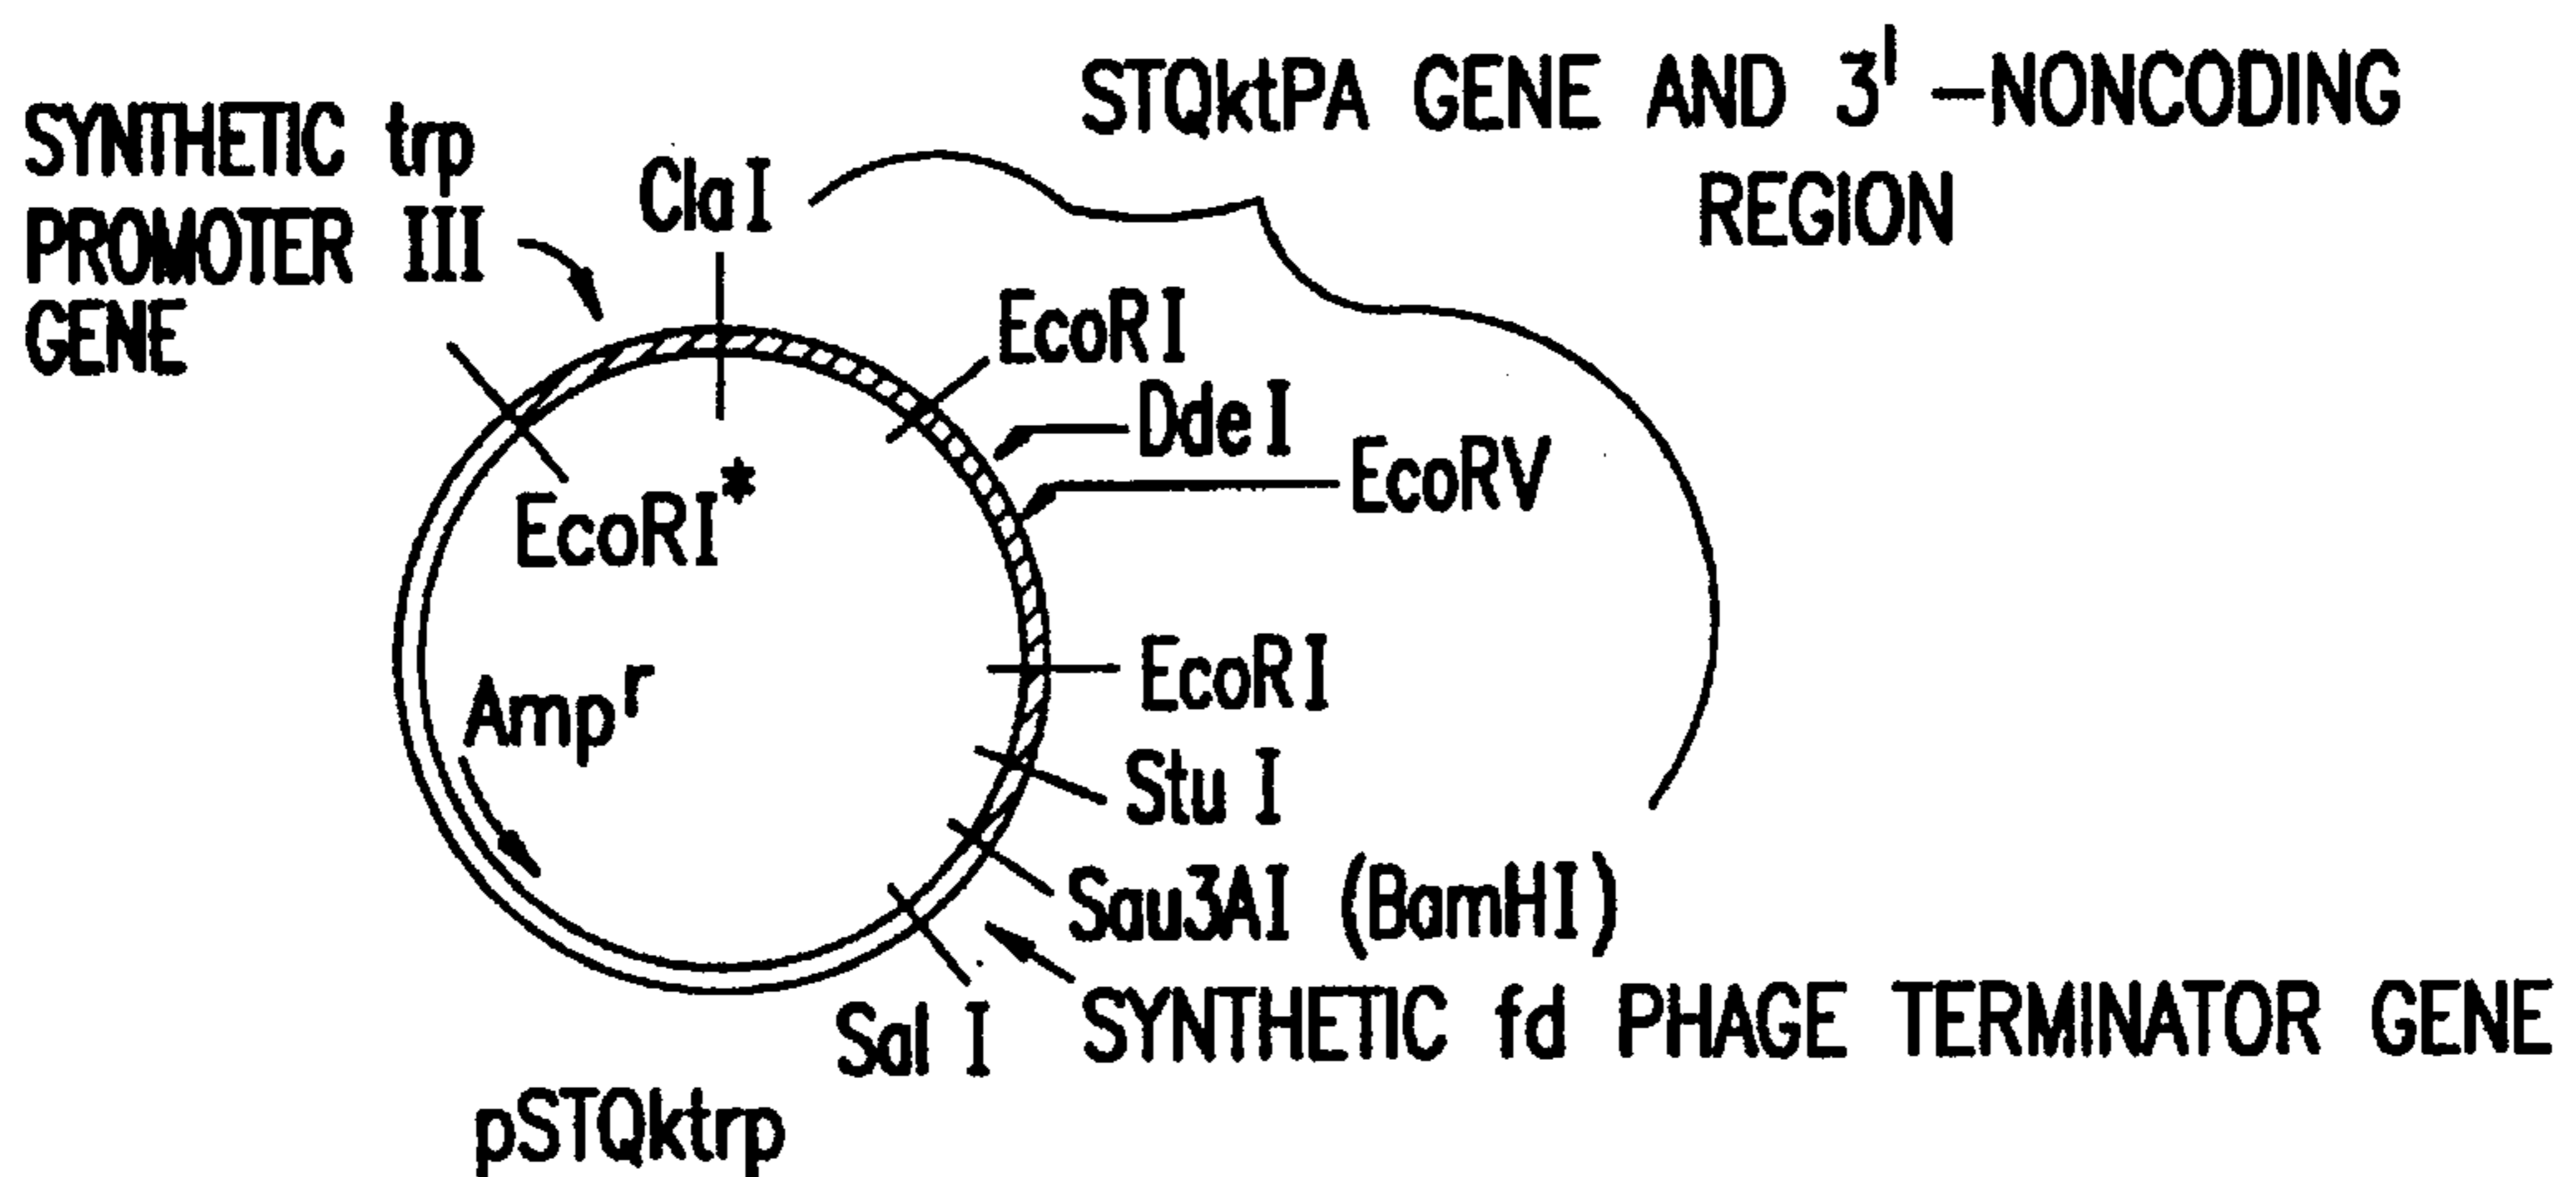 SYNTHETIC trp
PROMOTER III
GENE
ClaI
STQktPA GENE AND 3' -NONCODING
REGION
EcoRI
DdeI
EcoRV
EcoRI*
EcoRI
Amp^r
Stu I
Sau3AI (BamHI)
Sal I
SYNTHETIC fd PHAGE TERMINATOR GENE
pSTQktrp